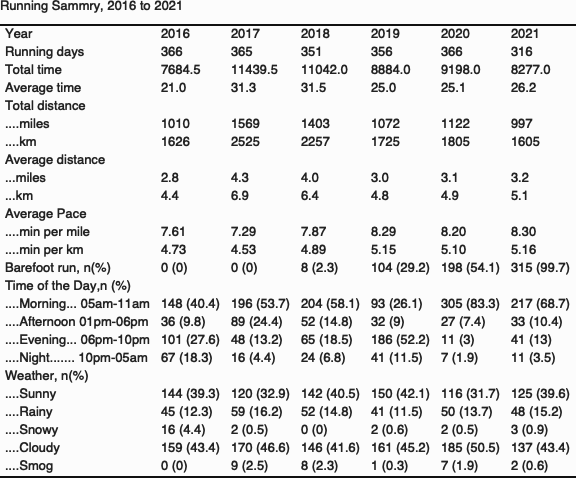 Running Sammry, 2016 to 2021
Year 2016 2017 2018 2019 2020 2021
Running days 366 365 351 356 366 316
Total time 7684.5 11439.5 11042.0 8884.0 9198.0 8277.0
Average time 21.0 31.3 31.5 25.0 25.1 26.2
Total distance
....miles 1010 1569 1403 1072 1122 997
....km 1626 2525 2257 1725 1805 1605
Average distance
...miles 2.8 4.3 4.0 3.0 3.1 3.2
...km 4.4 6.9 6.4 4.8 4.9 5.1
Average Pace
....min per mile 7.61 7.29 7.87 8.29 8.20 8.30
....min per km 4.73 4.53 4.89 5.15 5.10 5.16
Barefoot run, n(%) 0 (0) 0 (0) 8 (2.3) 104 (29.2) 198 (54.1) 315 (99.7)
Time of the Day,n (%)
....Morning... 05am-11am 148 (40.4) 196 (53.7) 204 (58.1) 93 (26.1) 305 (83.3) 217 (68.7)
....Afternoon 01pm-06pm 36 (9.8) 89 (24.4) 52 (14.8) 32 (9) 27 (7.4) 33 (10.4)
....Evening... 06pm-10pm 101 (27.6) 48 (13.2) 65 (18.5) 186 (52.2) 11 (3) 41 (13)
....Night....... 10pm-05am 67 (18.3) 16 (4.4) 24 (6.8) 41 (11.5) 7 (1.9) 11 (3.5)
Weather, n(%)
....Sunny 144 (39.3) 120 (32.9) 142 (40.5) 150 (42.1) 116 (31.7) 125 (39.6)
....Rainy 45 (12.3) 59 (16.2) 52 (14.8) 41 (11.5) 50 (13.7) 48 (15.2)
....Snowy 16 (4.4) 2 (0.5) 0 (0) 2 (0.6) 2 (0.5) 3 (0.9)
....Cloudy 159 (43.4) 170 (46.6) 146 (41.6) 161 (45.2) 185 (50.5) 137 (43.4)
....Smog 0 (0) 9 (2.5) 8 (2.3) 1 (0.3) 7 (1.9) 2 (0.6)